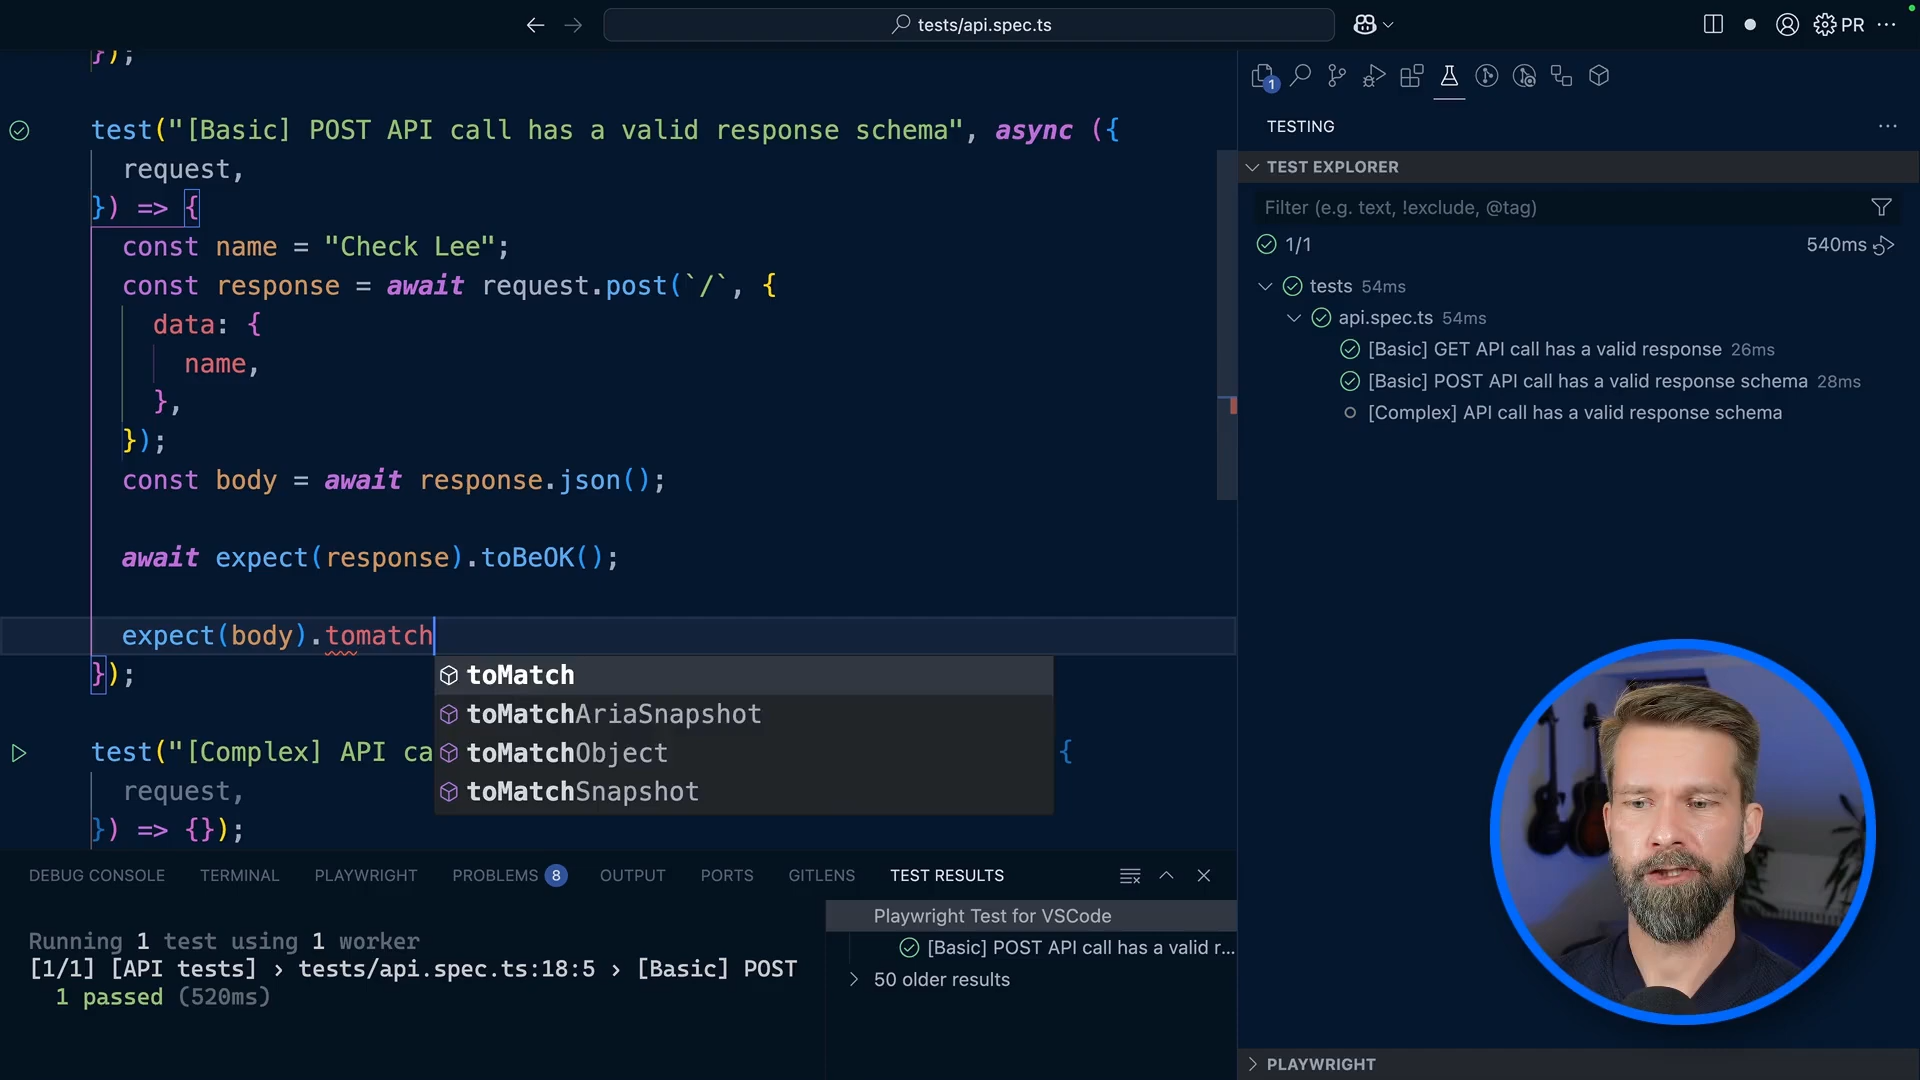 tests/api.spec.ts
PR
});
test("[Basic] POST API call has a valid response schema", async ({
request,
}) => {
const name = "Check Lee";
const response = await request.post(`/`, {
data: {
name,
},
});
const body = await response.json();
await expect(response).toBeOK();
expect(body).tomatch
});
toMatch
toMatchAriaSnapshot
toMatchObject
toMatchSnapshot
test("[Complex] API ca
{
request,
}) => {});
1
TESTING
TEST EXPLORER
Filter (e.g. text, !exclude, @tag)
1/1
540ms
tests 54ms
api.spec.ts 54ms
[Basic] GET API call has a valid response 26ms
[Basic] POST API call has a valid response schema 28ms
[Complex] API call has a valid response schema
DEBUG CONSOLE TERMINAL PLAYWRIGHT PROBLEMS 8 OUTPUT PORTS GITLENS TEST RESULTS
Running 1 test using 1 worker
[1/1] [API tests] › tests/api.spec.ts:18:5 › [Basic] POST
1 passed (520ms)
Playwright Test for VSCode
[Basic] POST API call has a valid r...
50 older results
PLAYWRIGHT